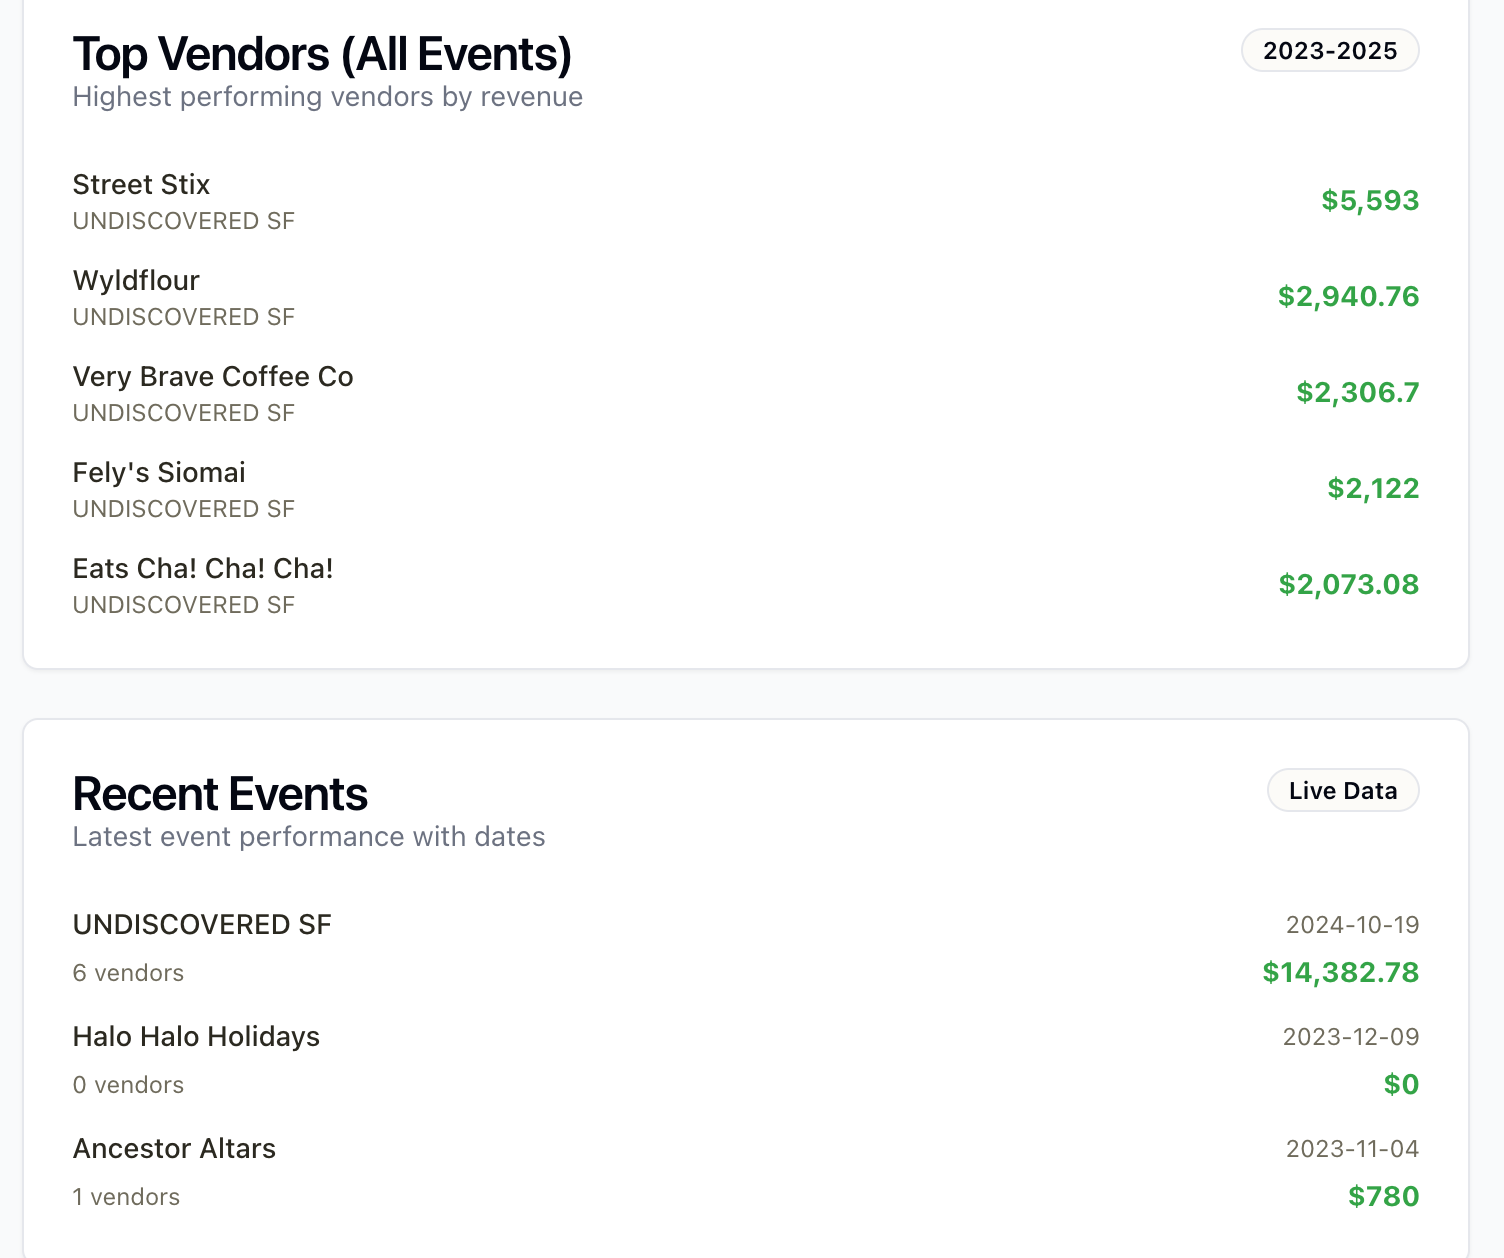 Top Vendors (All Events)
2023-2025
Highest performing vendors by revenue
Street Stix
UNDISCOVERED SF
$5,593
Wyldflour
UNDISCOVERED SF
$2,940.76
Very Brave Coffee Co
UNDISCOVERED SF
$2,306.7
Fely's Siomai
UNDISCOVERED SF
$2,122
Eats Cha! Cha! Cha!
UNDISCOVERED SF
$2,073.08
Recent Events
Live Data
Latest event performance with dates
UNDISCOVERED SF
2024-10-19
6 vendors
$14,382.78
Halo Halo Holidays
2023-12-09
0 vendors
$0
Ancestor Altars
2023-11-04
1 vendors
$780